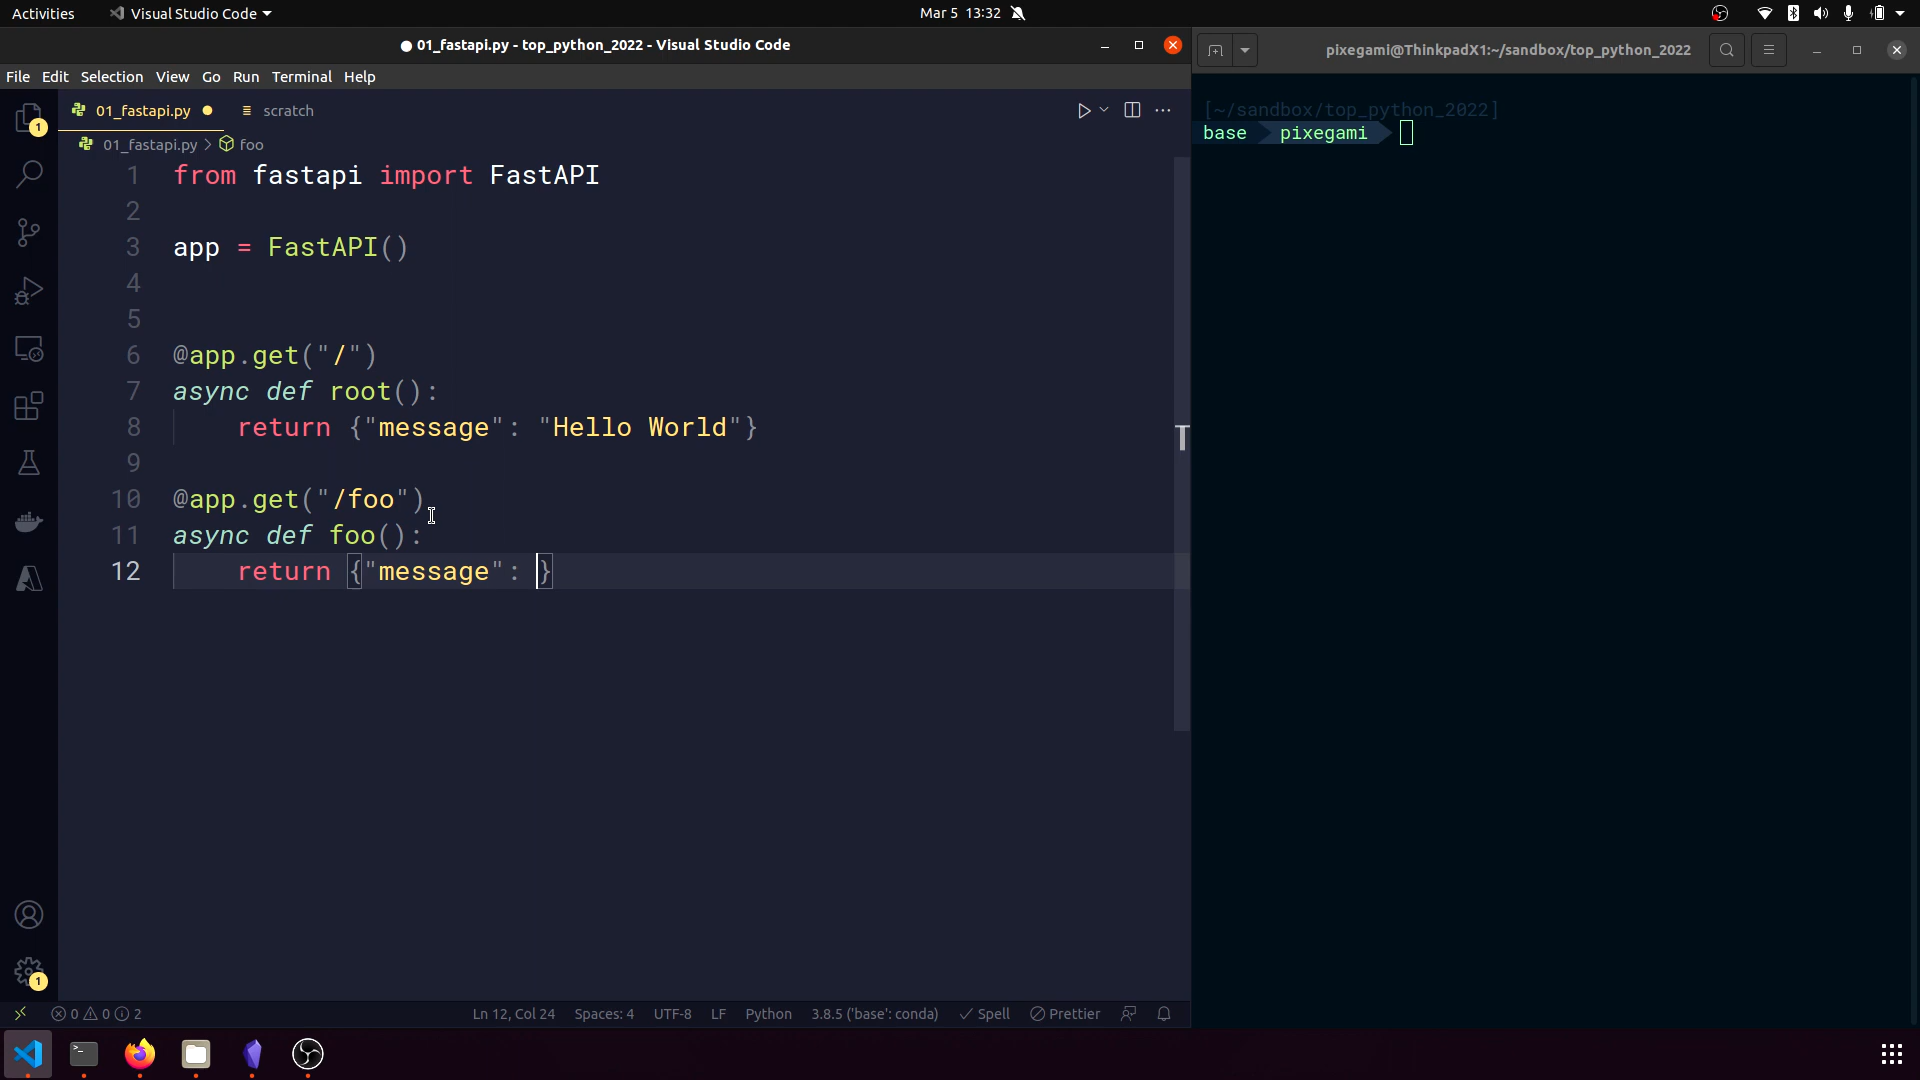 Activities
Visual Studio Code
Mar 5 13:32
● 01_fastapi.py - top_python_2022 - Visual Studio Code
pixegami@ThinkpadX1:~/sandbox/top_python_2022
File Edit Selection View Go Run Terminal Help
01_fastapi.py
scratch
01_fastapi.py > foo
1 from fastapi import FastAPI
2
3 app = FastAPI()
4
5
6 @app.get("/")
7 async def root():
8 return {"message": "Hello World"}
9
10 @app.get("/foo")
11 async def foo():
12 return {"message": }
[~/sandbox/top_python_2022]
base pixegami
1
T
1
0 0 2
Ln 12, Col 24 Spaces: 4 UTF-8 LF Python 3.8.5 ('base': conda) Spell Prettier